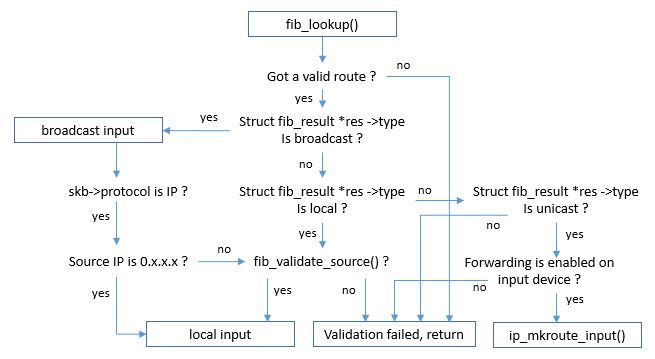 fib_lookup()
Got a valid route ?
no
yes
Struct fib_result *res ->type
Is broadcast ?
yes
broadcast input
no
skb->protocol is IP ?
Struct fib_result *res ->type
Is local ?
no
Struct fib_result *res ->type
Is unicast ?
yes
yes
no
yes
Source IP is 0.x.x.x ?
no
fib_validate_source() ?
Forwarding is enabled on
input device ?
yes
yes
no
no
yes
local input
Validation failed, return
ip_mkroute_input()